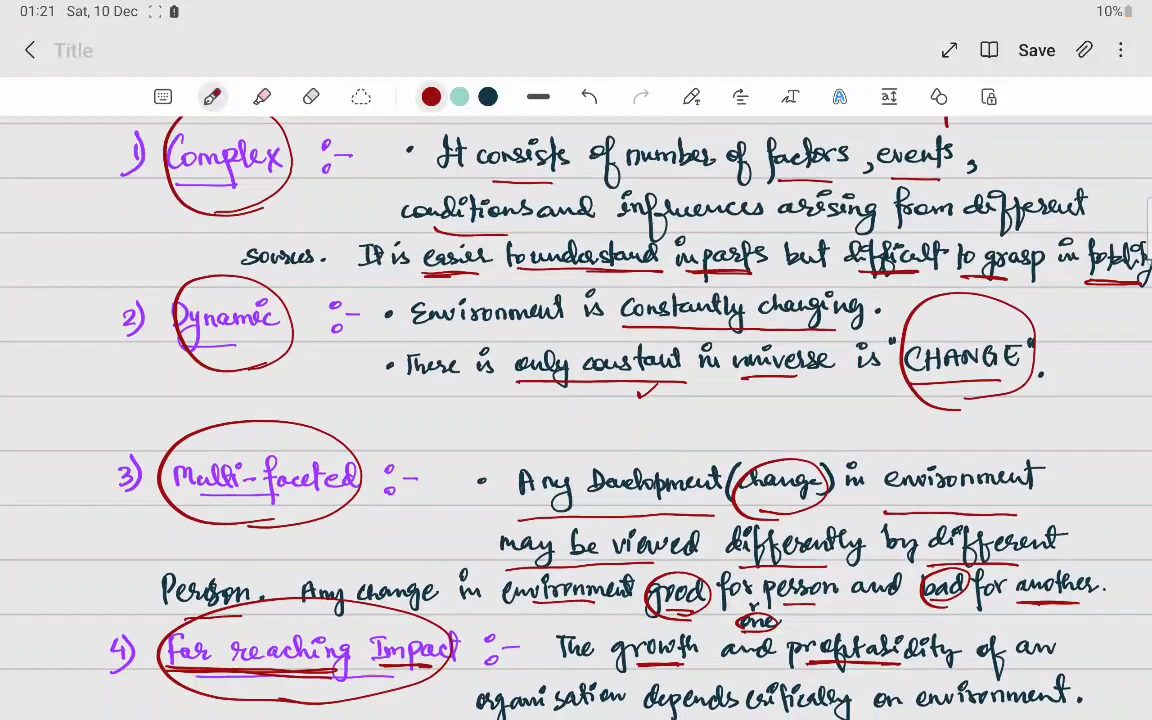 01:21 Sat, 10 Dec 10%
Title Save
1) Complex :- • It consists of number of factors, events,
conditions and influences arising from different
sources. It is easier to understand in parts but difficult to grasp in
2) Dynamic :- • Environment is constantly changing.
• There is only constant in universe is "CHANGE".
3) Multi-faceted :- • Any Development (change) in environment
may be viewed differently by different
Person. Any change in environment good for person and bad for another.
or one
4) Far reaching Impact :- The growth and profitability of an
organisation depends critically on environment.